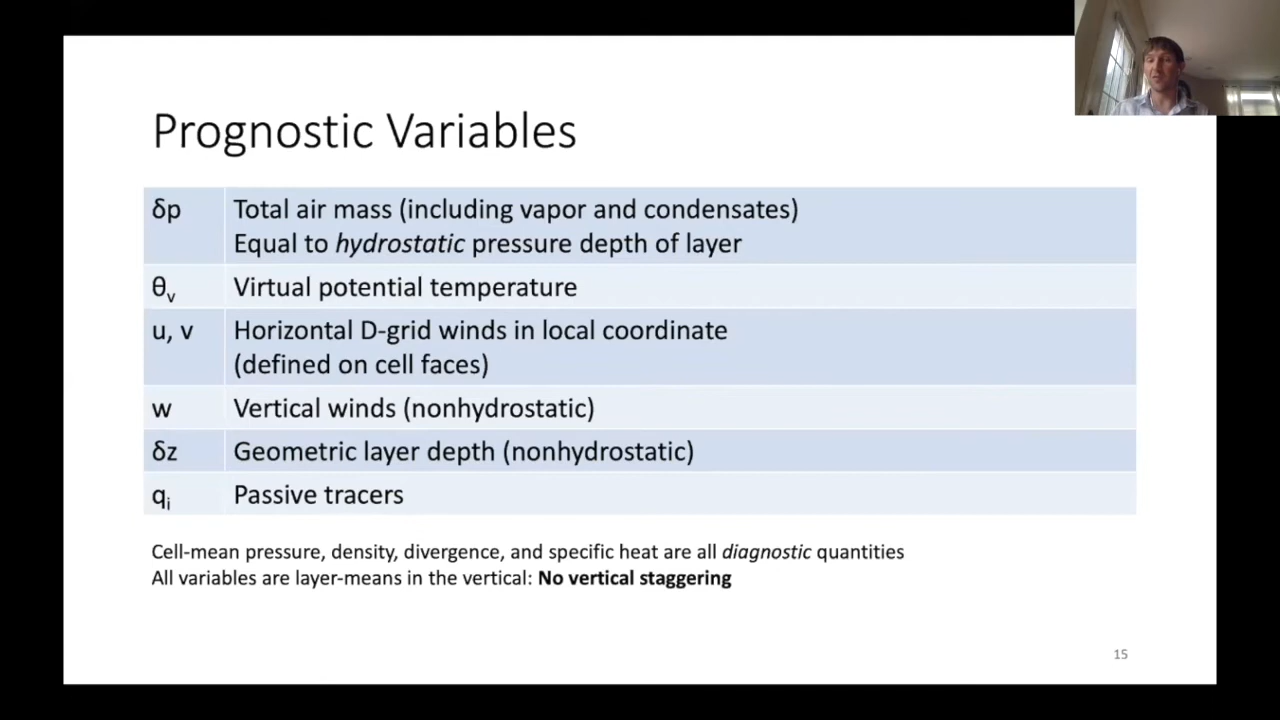 Prognostic Variables
δp Total air mass (including vapor and condensates)
Equal to hydrostatic pressure depth of layer
θv Virtual potential temperature
u, v Horizontal D-grid winds in local coordinate
(defined on cell faces)
w Vertical winds (nonhydrostatic)
δz Geometric layer depth (nonhydrostatic)
qi Passive tracers
Cell-mean pressure, density, divergence, and specific heat are all diagnostic quantities
All variables are layer-means in the vertical: No vertical staggering
15